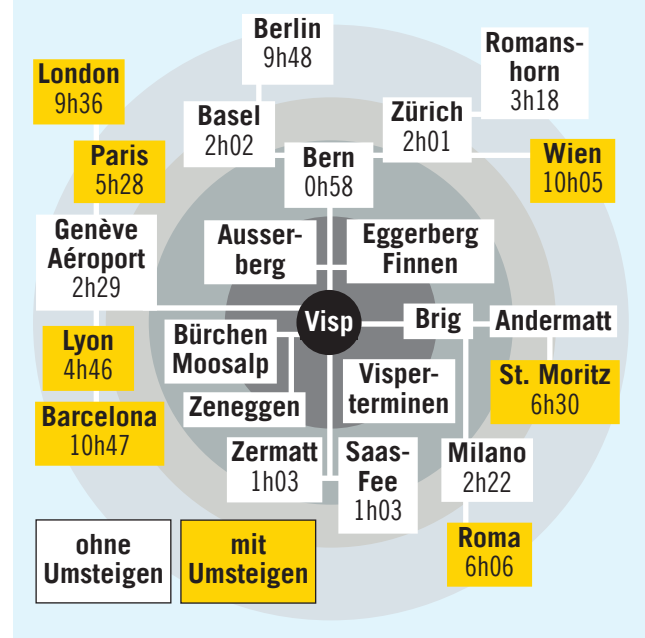 Berlin
9h48
Romans-
horn
3h18
London
9h36
Basel
2h02
Zürich
2h01
Paris
5h28
Bern
0h58
Wien
10h05
Genève
Aéroport
2h29
Ausser-
berg
Eggerberg
Finnen
Visp
Brig
Andermatt
Lyon
4h46
Bürchen
Moosalp
Visper-
terminen
St. Moritz
6h30
Zeneggen
Barcelona
10h47
Zermatt
1h03
Saas-
Fee
1h03
Milano
2h22
Roma
6h06
ohne
Umsteigen
mit
Umsteigen